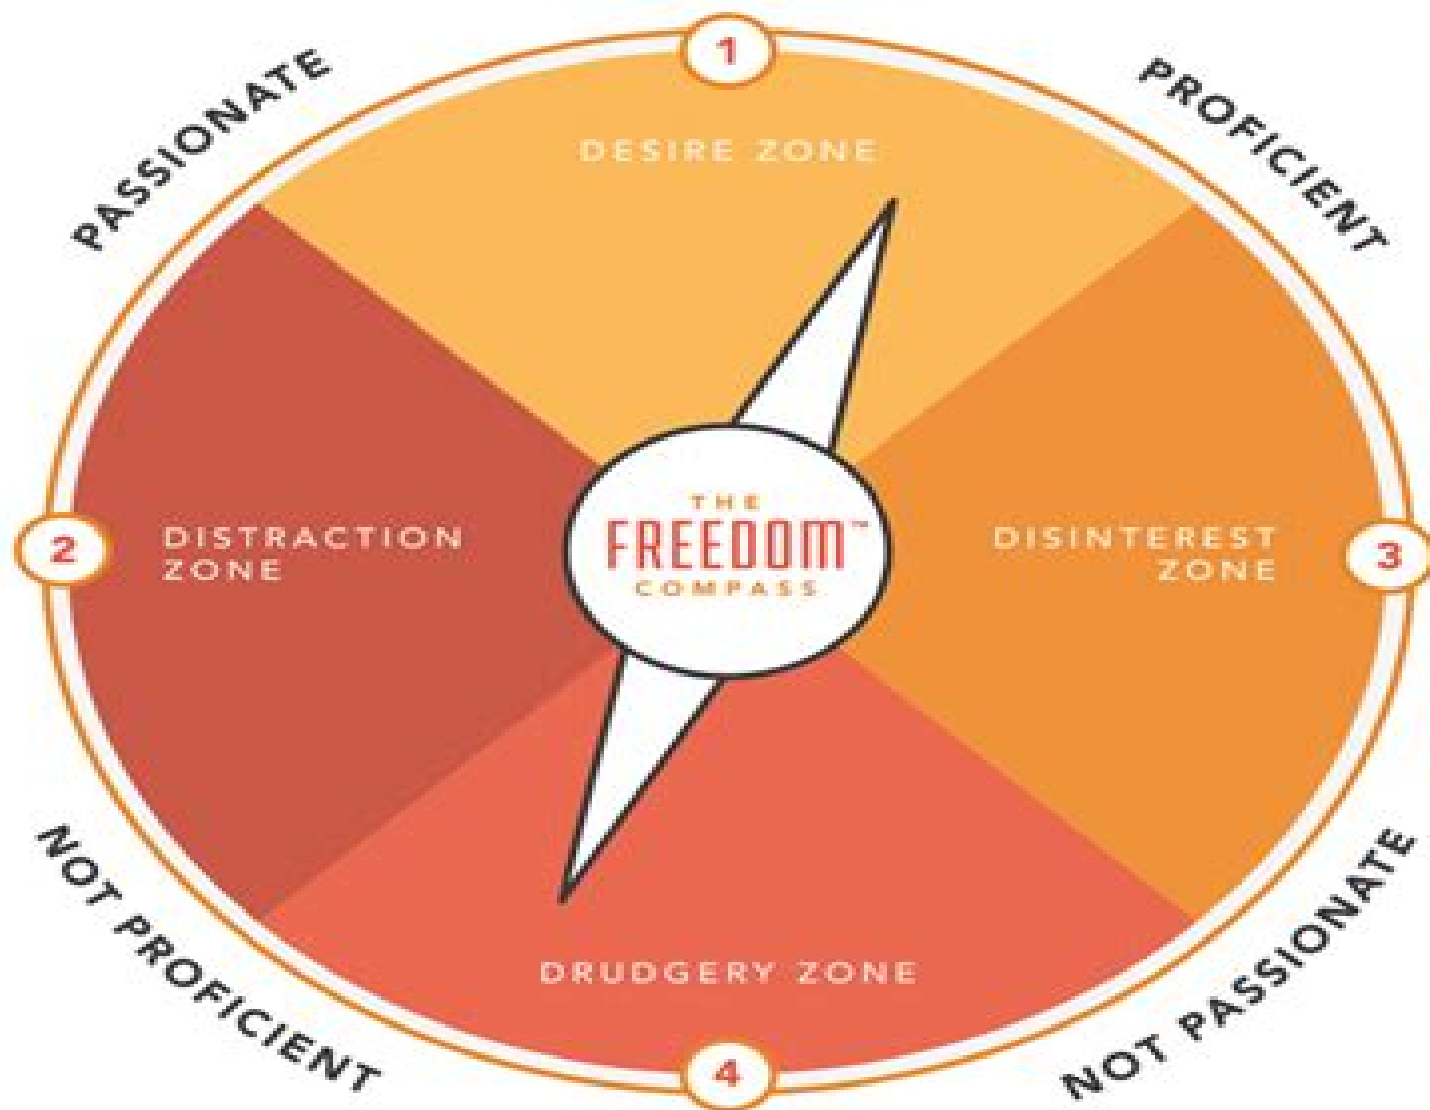 1
PASSIONATE
PROFICIENT
DESIRE ZONE
2
DISTRACTION
ZONE
THE
FREEDOM™
COMPASS
DISINTEREST
ZONE
3
NOT PROFICIENT
NOT PASSIONATE
DRUDGERY ZONE
4